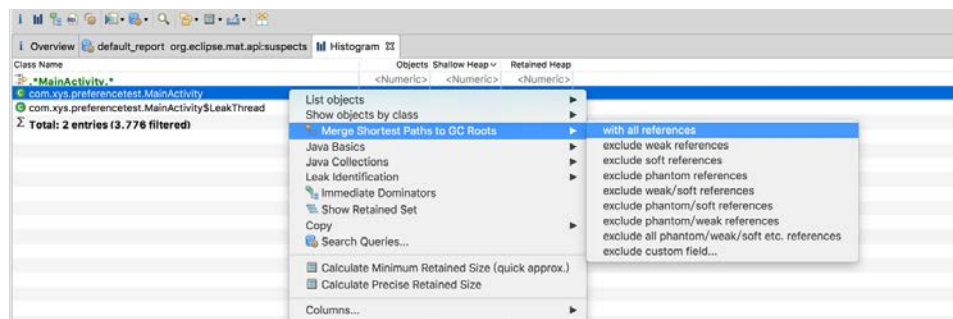 i Overview default_report org.eclipse.mat.api:suspects Histogram
Class Name Objects Shallow Heap Retained Heap
.*MainActivity.* <Numeric> <Numeric> <Numeric>
com.xys.preferencetest.MainActivity
com.xys.preferencetest.MainActivity$LeakThread
Σ Total: 2 entries (3.776 filtered)
List objects
Show objects by class
Merge Shortest Paths to GC Roots
Java Basics
Java Collections
Leak Identification
Immediate Dominators
Show Retained Set
Copy
Search Queries...
Calculate Minimum Retained Size (quick approx.)
Calculate Precise Retained Size
Columns...
with all references
exclude weak references
exclude soft references
exclude phantom references
exclude weak/soft references
exclude phantom/soft references
exclude phantom/weak references
exclude all phantom/weak/soft etc. references
exclude custom field...